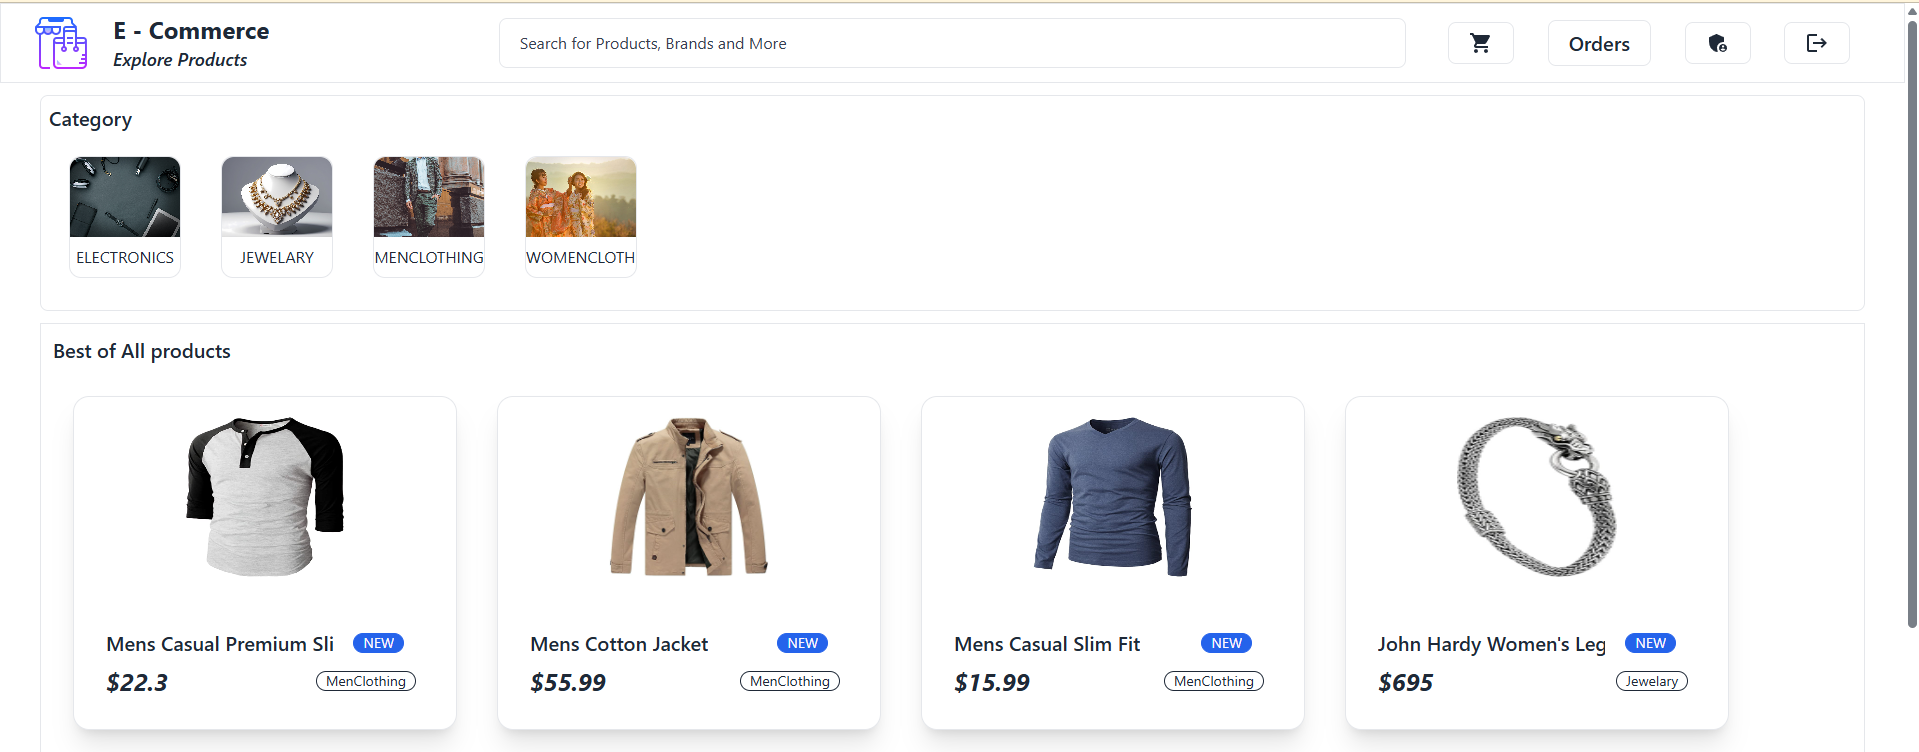 E - Commerce
Explore Products
Search for Products, Brands and More
Orders
Category
ELECTRONICS
JEWELARY
MENCLOTHING
WOMENCLOTH
Best of All products
Mens Casual Premium Sli
NEW
$22.3
MenClothing
Mens Cotton Jacket
NEW
$55.99
MenClothing
Mens Casual Slim Fit
NEW
$15.99
MenClothing
John Hardy Women's Leg
NEW
$695
Jewelary